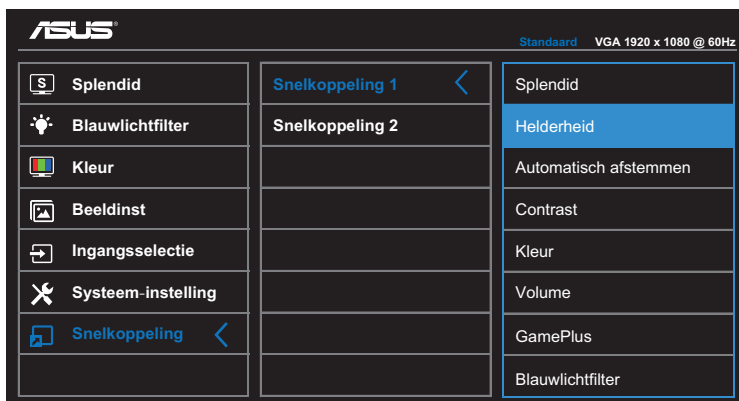 ASUS®
Standaard VGA 1920 x 1080 @ 60Hz
S Splendid
Blauwlichtfilter
Kleur
Beeldinst
Ingangsselectie
Systeem-instelling
Snelkoppeling
Snelkoppeling 1
Snelkoppeling 2
Splendid
Helderheid
Automatisch afstemmen
Contrast
Kleur
Volume
GamePlus
Blauwlichtfilter